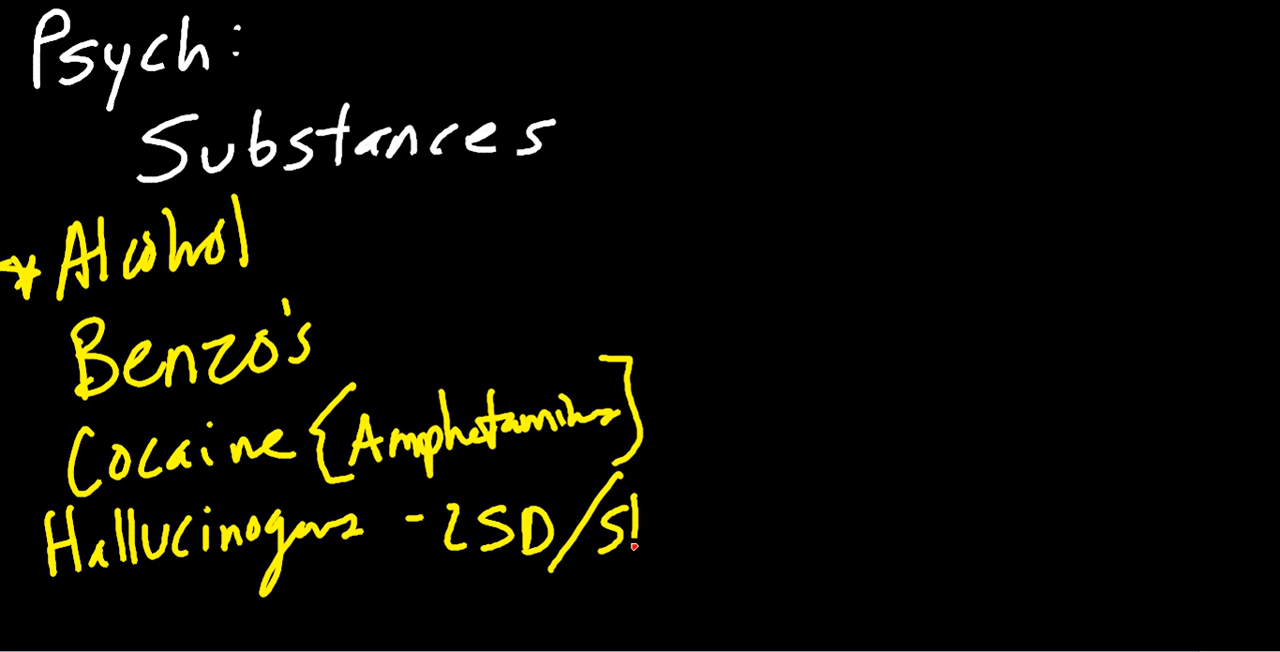 Psych:
Substances
* Alcohol
Benzo's
Cocaine {Amphetamines]
Hallucinogens - LSD/S